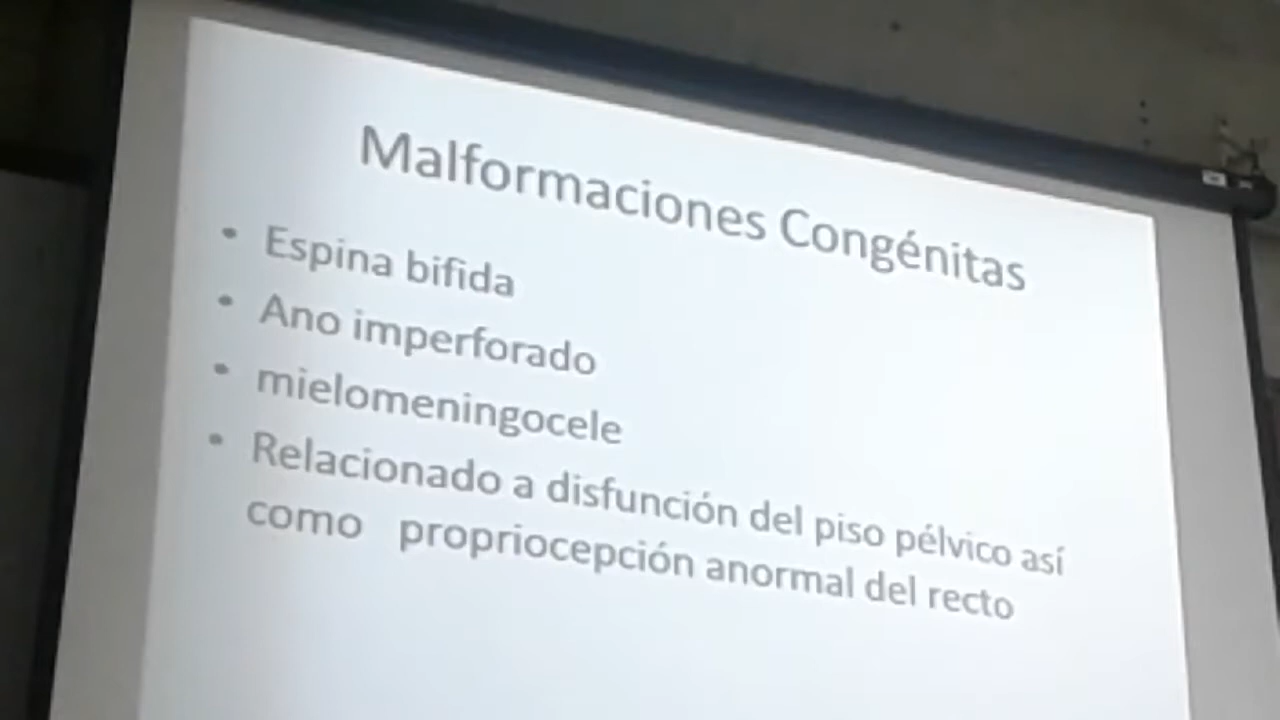 Malformaciones Congénitas
• Espina bifida
• Ano imperforado
• mielomeningocele
• Relacionado a disfunción del piso pélvico así
como propriocepción anormal del recto